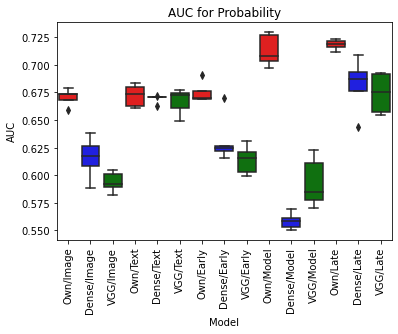 AUC for Probability
AUC
0.725
0.700
0.675
0.650
0.625
0.600
0.575
0.550
Own/Image
Dense/Image
VGG/Image
Own/Text
Dense/Text
VGG/Text
Own/Early
Dense/Early
VGG/Early
Own/Model
Dense/Model
VGG/Model
Own/Late
Dense/Late
VGG/Late
Model